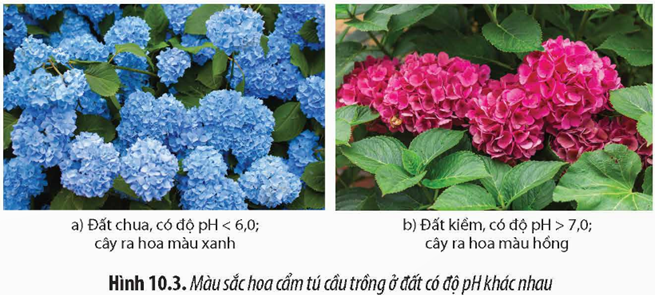 a) Đất chua, có độ pH < 6,0;
cây ra hoa màu xanh
b) Đất kiềm, có độ pH > 7,0;
cây ra hoa màu hồng
Hình 10.3. Màu sắc hoa cẩm tú cầu trồng ở đất có độ pH khác nhau